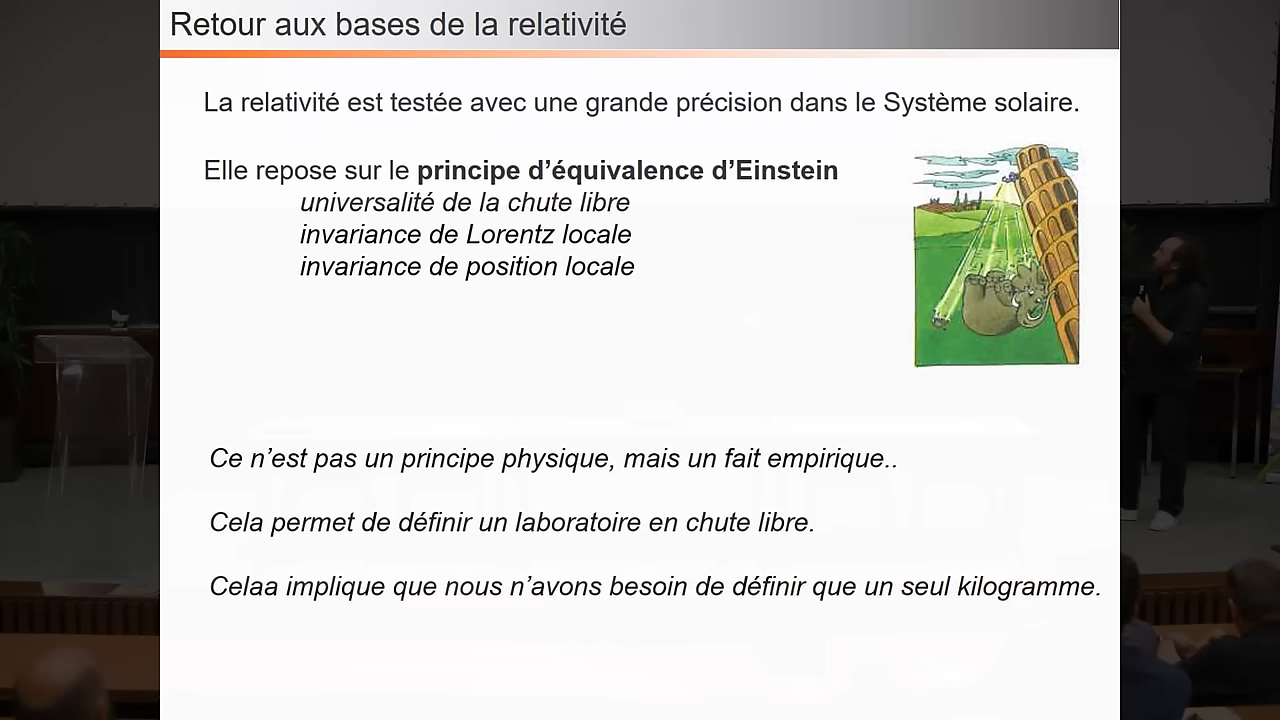 Retour aux bases de la relativité
La relativité est testée avec une grande précision dans le Système solaire.
Elle repose sur le principe d’équivalence d’Einstein
universalité de la chute libre
invariance de Lorentz locale
invariance de position locale
Ce n’est pas un principe physique, mais un fait empirique..
Cela permet de définir un laboratoire en chute libre.
Celaa implique que nous n’avons besoin de définir que un seul kilogramme.